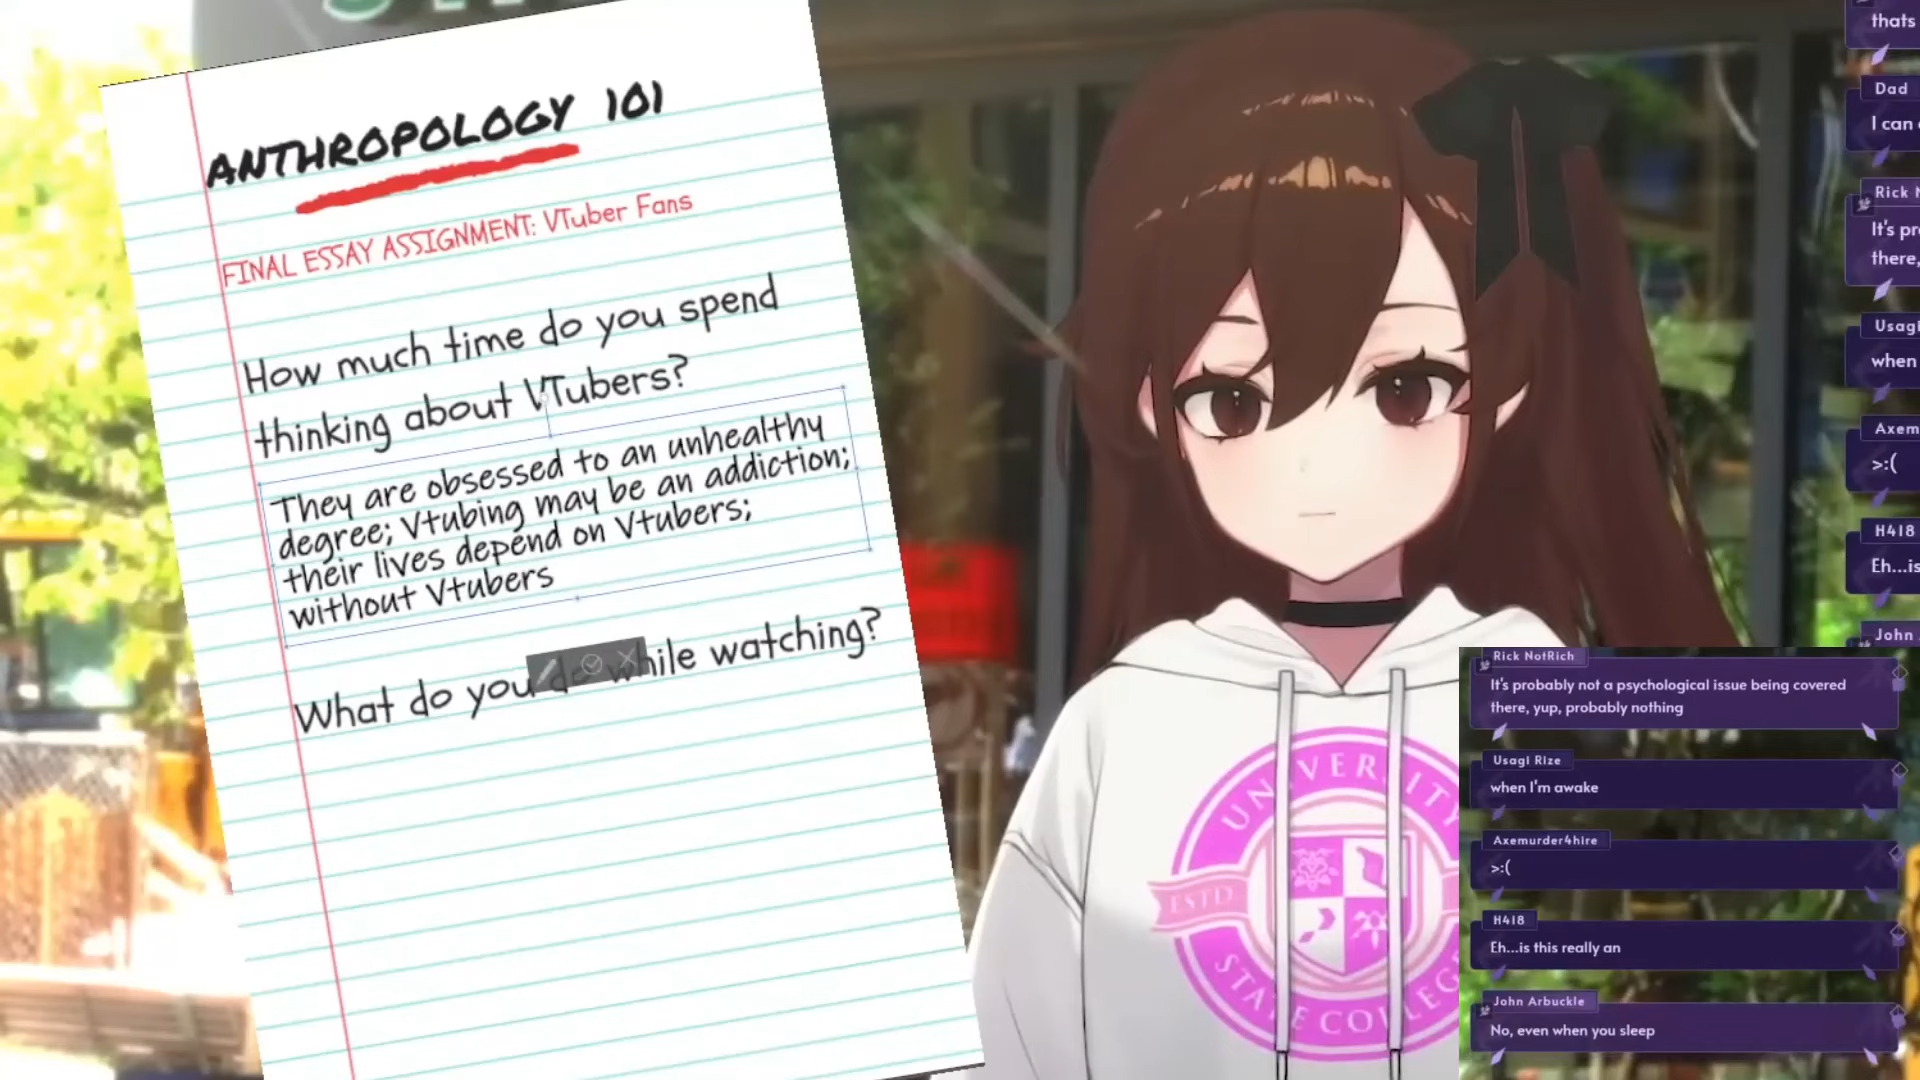 ANTHROPOLOGY 101
FINAL ESSAY ASSIGNMENT: VTuber Fans
How much time do you spend
thinking about VTubers?
They are obsessed to an unhealthy
degree; Vtubing may be an addiction;
their lives depend on Vtubers;
without Vtubers
What do you do while watching?
UNIVERSITY
ESTD
STATE COLLEGE
thats
Dad
I can
Rick
It's
there,
when
>:(
H418
Eh...is
John
Rick NotRich
It's probably not a psychological issue being covered
there, yup, probably nothing
Usagi Rize
when I'm awake
Axemurder4hire
>:(
H418
Eh...is this really an
John Arbuckle
No, even when you sleep